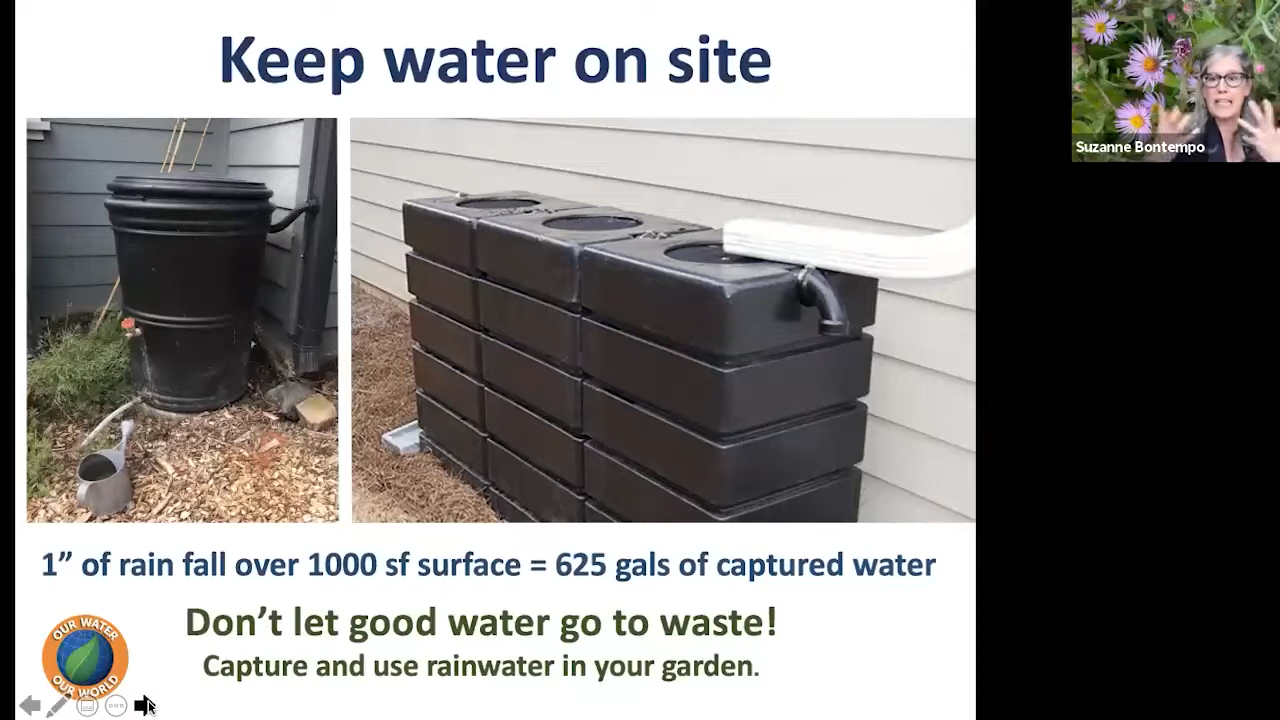 Keep water on site
Suzanne Bontempo
1” of rain fall over 1000 sf surface = 625 gals of captured water
Don’t let good water go to waste!
Capture and use rainwater in your garden.
OUR WATER
OUR WORLD